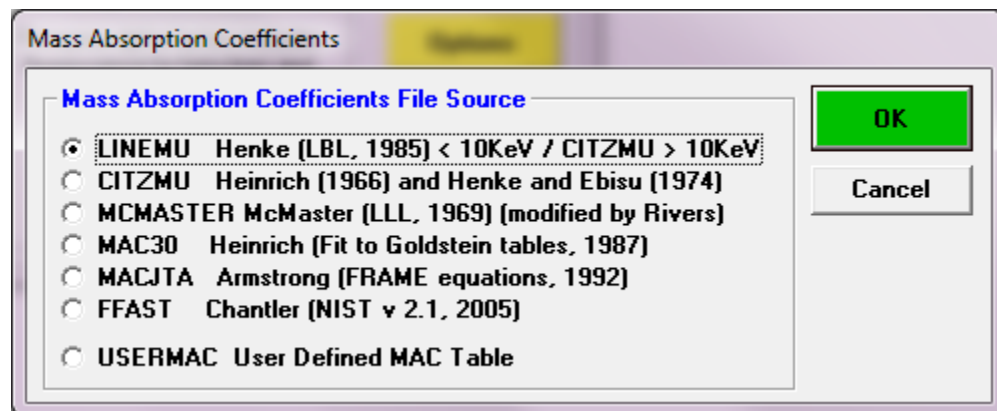 Mass Absorption Coefficients
Options
Mass Absorption Coefficients File Source
LINEMU Henke (LBL, 1985) < 10KeV / CITZMU > 10KeV
CITZMU Heinrich (1966) and Henke and Ebisu (1974)
MCMASTER McMaster (LLL, 1969) (modified by Rivers)
MAC30 Heinrich (Fit to Goldstein tables, 1987)
MACJTA Armstrong (FRAME equations, 1992)
FFAST Chantler (NIST v 2.1, 2005)
USERMAC User Defined MAC Table
OK
Cancel